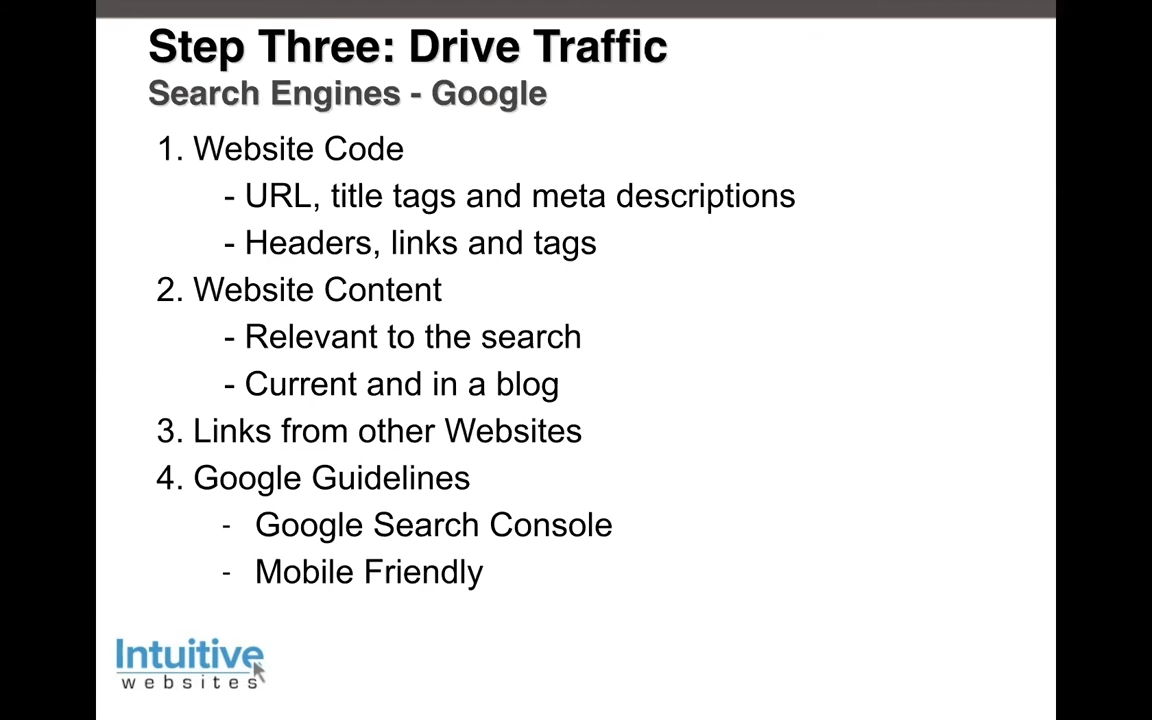 Step Three: Drive Traffic
Search Engines - Google
1. Website Code
- URL, title tags and meta descriptions
- Headers, links and tags
2. Website Content
- Relevant to the search
- Current and in a blog
3. Links from other Websites
4. Google Guidelines
- Google Search Console
- Mobile Friendly
Intuitive
websites